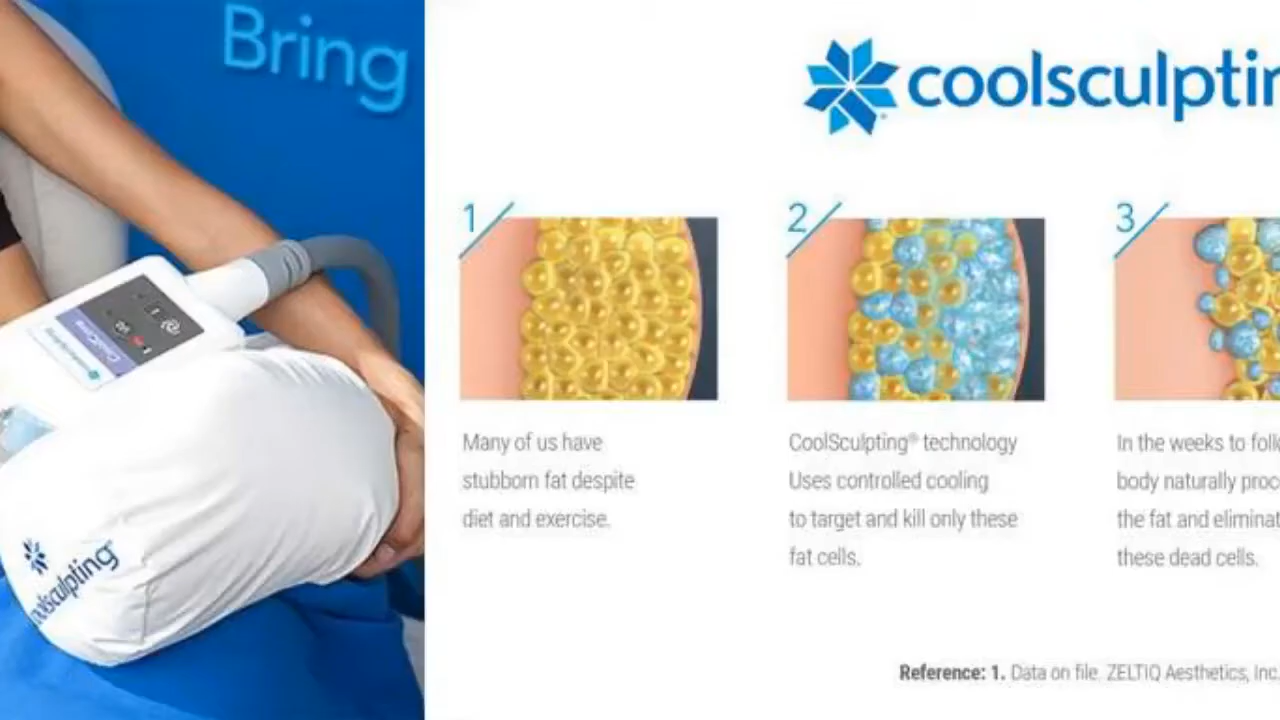 Bring
coolsculpting
coolsculptin
1
Many of us have
stubborn fat despite
diet and exercise.
2
CoolSculpting® technology
Uses controlled cooling
to target and kill only these
fat cells.
3
In the weeks to foll
body naturally proc
the fat and eliminat
these dead cells.
Reference: 1. Data on file. ZELTIQ Aesthetics, Inc.